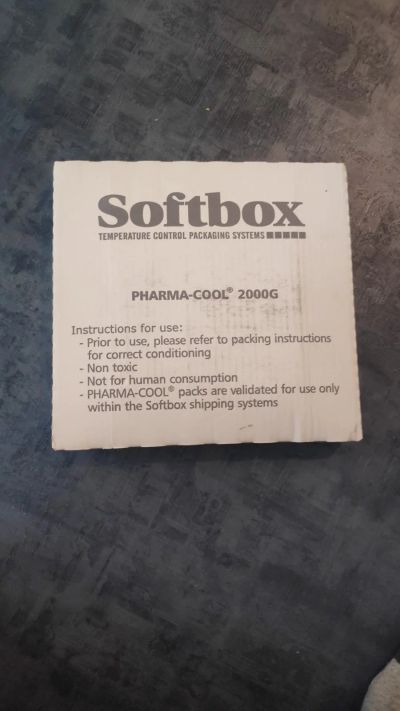 Softbox
TEMPERATURE CONTROL PACKAGING SYSTEMS
PHARMA-COOL® 2000G
Instructions for use:
- Prior to use, please refer to packing instructions
for correct conditioning
- Non toxic
- Not for human consumption
- PHARMA-COOL® packs are validated for use only
within the Softbox shipping systems